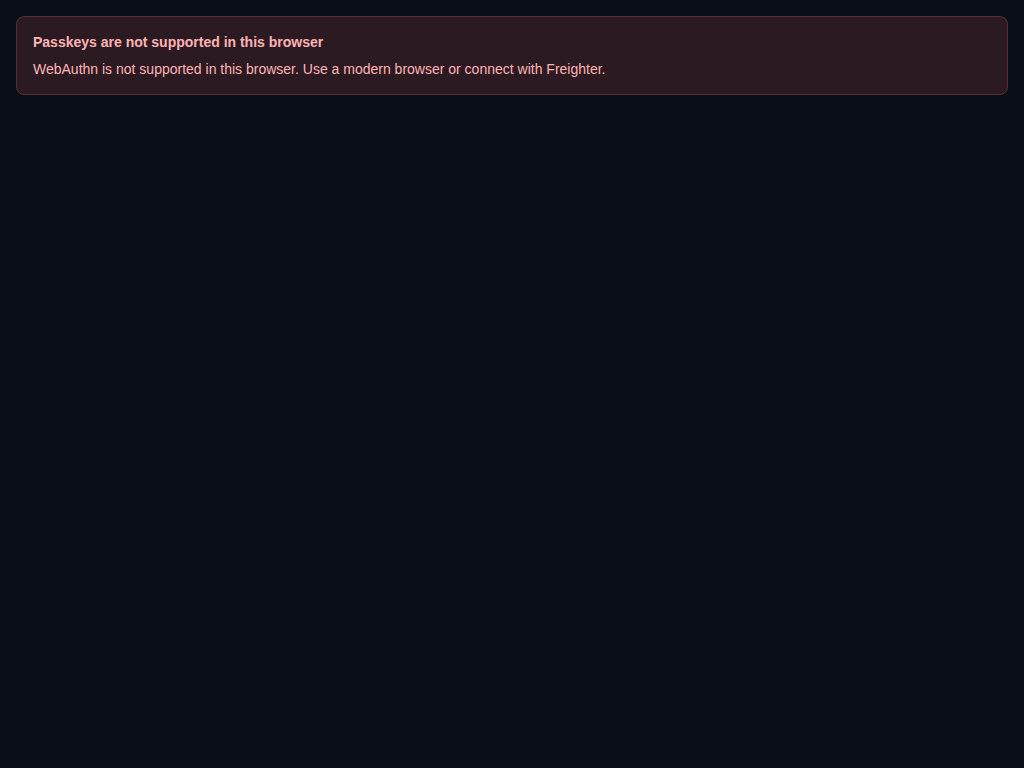 Passkeys are not supported in this browser
WebAuthn is not supported in this browser. Use a modern browser or connect with Freighter.